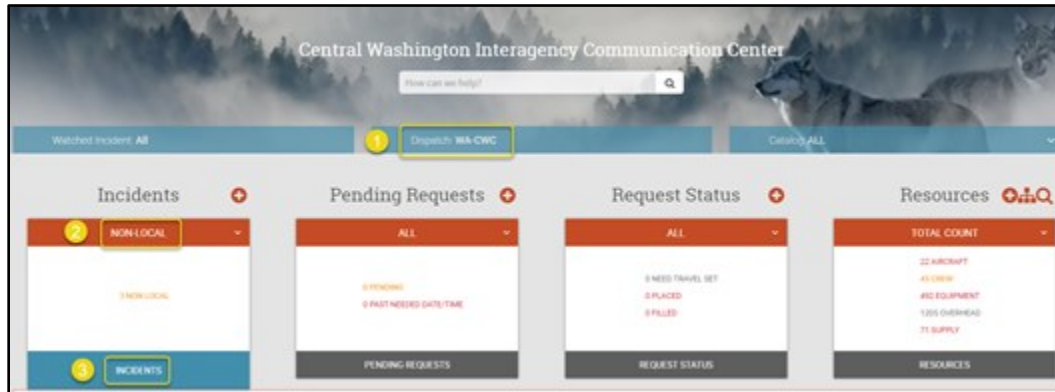 Central Washington Interagency Communication Center
How can we help?
Watched Incident: All
1
Dispatch: WA-CWC
Catalog: ALL
Incidents
Pending Requests
Request Status
Resources
2
NON-LOCAL
ALL
ALL
TOTAL COUNT
3 NON-LOCAL
0 PENDING
0 PAST NEEDED DATE/TIME
0 NEED TRAVEL SET
0 PLACED
0 FILLED
22 AIRCRAFT
45 CREW
492 EQUIPMENT
1205 OVERHEAD
71 SUPPLY
3
INCIDENTS
PENDING REQUESTS
REQUEST STATUS
RESOURCES